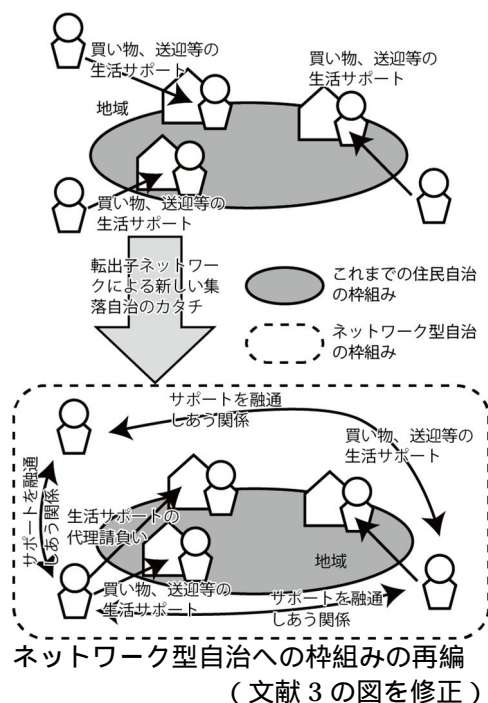 買い物、送迎等の
生活サポート
買い物、送迎等の
生活サポート
地域
買い物、送迎等の
生活サポート
転出子ネットワー
クによる新しい集
落自治のカタチ
これまでの住民自治
の枠組み
ネットワーク型自治
の枠組み
サポートを融通
しあう関係
買い物、送迎等の
生活サポート
サポートを融通
しあう関係
生活サポートの
代理請負い
地域
買い物、送迎等の
生活サポート
サポートを融通
しあう関係
ネットワーク型自治への枠組みの再編
（文献３の図を修正）